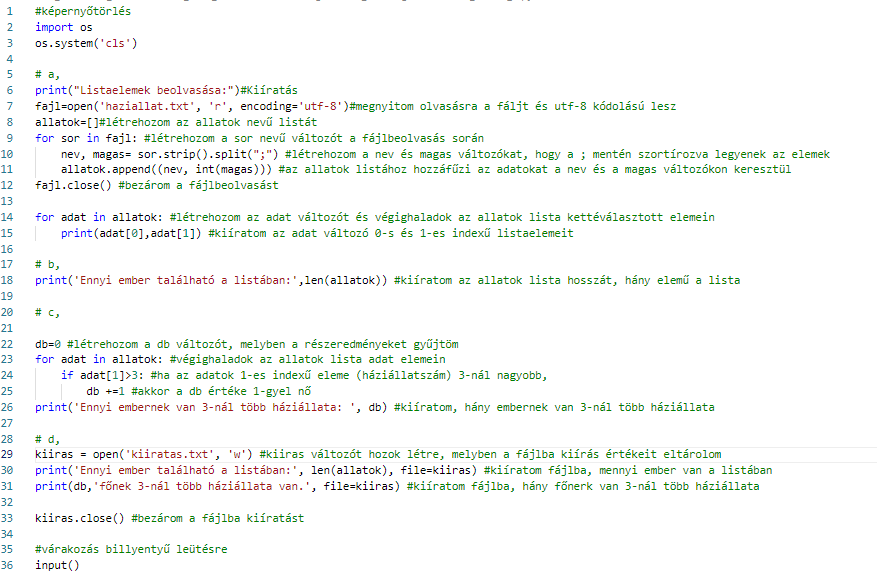 1 #képernyőtörlés
2 import os
3 os.system('cls')
4
5 # a,
6 print("Listaelemek beolvasása:")#Kiíratás
7 fajl=open('haziallat.txt', 'r', encoding='utf-8')#megnyitom olvasásra a fáljt és utf-8 kódolású lesz
8 allatok=[]#létrehozom az allatok nevű listát
9 for sor in fajl: #létrehozom a sor nevű változót a fájlbeolvasás során
10 nev, magas= sor.strip().split(";") #létrehozom a nev és magas változókat, hogy a ; mentén szortírozva legyenek az elemek
11 allatok.append((nev, int(magas))) #az allatok listához hozzáfűzi az adatokat a nev és a magas változókon keresztül
12 fajl.close() #bezárom a fájlbeolvasást
13
14 for adat in allatok: #létrehozom az adat változót és végighaladok az allatok lista kettéválasztott elemein
15 print(adat[0],adat[1]) #kiíratom az adat változó 0-s és 1-es indexű listaelemeit
16
17 # b,
18 print('Ennyi ember található a listában:',len(allatok)) #kiíratom az allatok lista hosszát, hány elemű a lista
19
20 # c,
21
22 db=0 #létrehozom a db változót, melyben a részeredményeket gyűjtöm
23 for adat in allatok: #végighaladok az allatok lista adat elemein
24 if adat[1]>3: #ha az adatok 1-es indexű eleme (háziállatszám) 3-nál nagyobb,
25 db +=1 #akkor a db értéke 1-gyel nő
26 print('Ennyi embernek van 3-nál több háziállata: ', db) #kiíratom, hány embernek van 3-nál több háziállata
27
28 # d,
29 kiiras = open('kiiratas.txt', 'w') #kiiras változót hozok létre, melyben a fájlba kiírás értékeit eltárolom
30 print('Ennyi ember található a listában:', len(allatok), file=kiiras) #kiíratom fájlba, mennyi ember van a listában
31 print(db,'főnek 3-nál több háziállata van.', file=kiiras) #kiíratom fájlba, hány főnerk van 3-nál több háziállata
32
33 kiiras.close() #bezárom a fájlba kiíratást
34
35 #várakozás billyentyű leütésre
36 input()